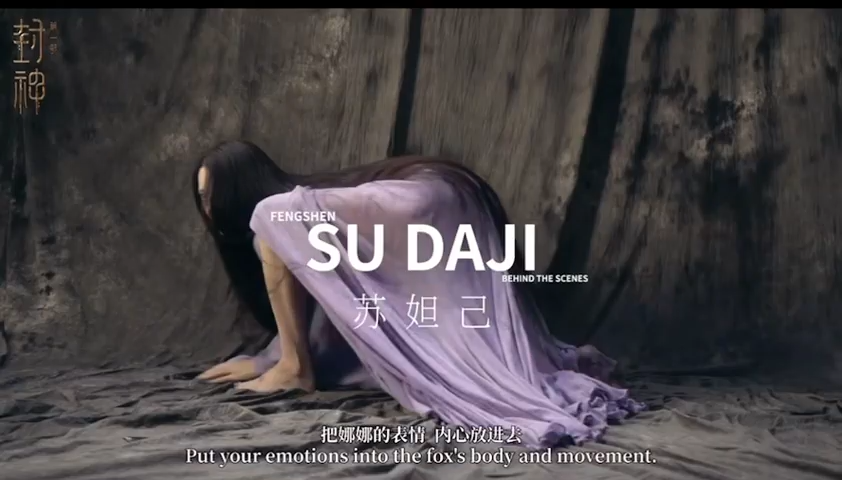 封神
FENGSHEN
SU DAJI
BEHIND THE SCENES
苏妲己
把娜娜的表情 内心放进去
Put your emotions into the fox's body and movement.